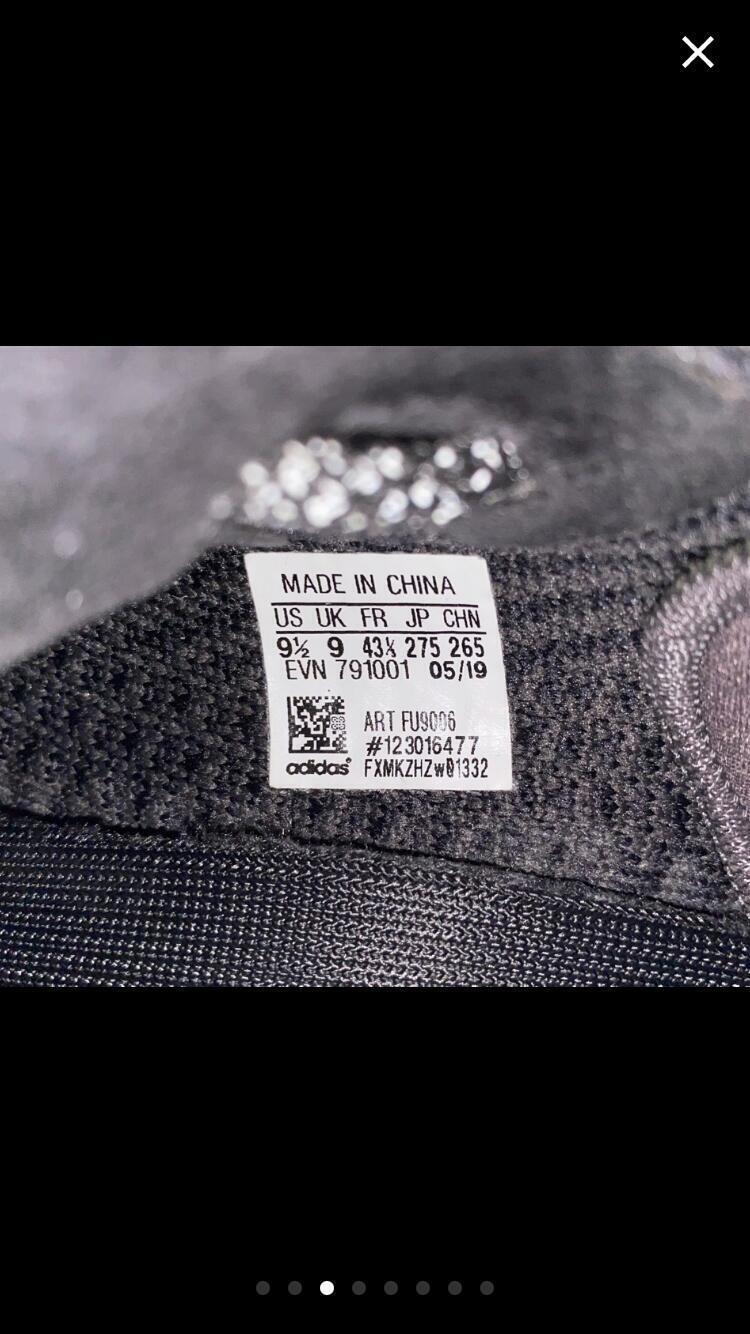 MADE IN CHINA
US UK FR JP CHN
9½ 9 43⅓ 275 265
EVN 791001 05/19
ART FU9006
#123016477
adidas® FXMKZHZw01332